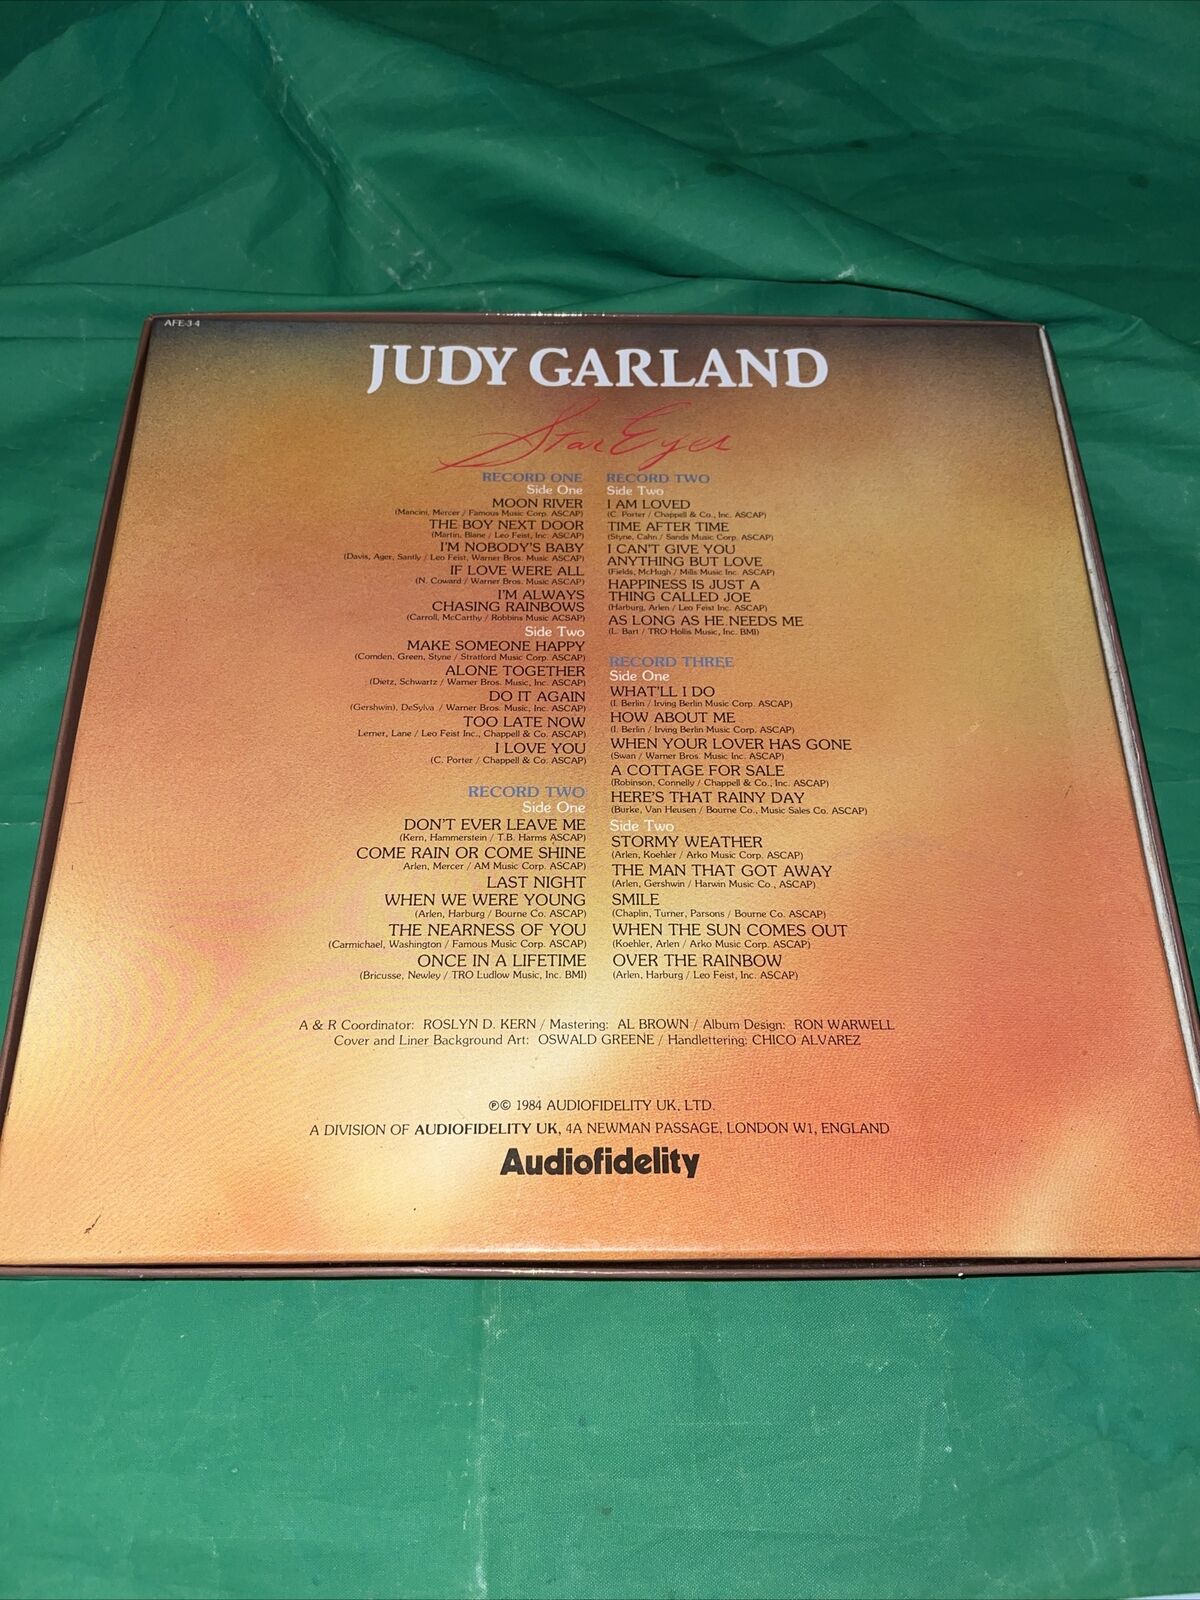 AFE-3-4
JUDY GARLAND
Star Eyes
RECORD ONE
Side One
MOON RIVER
(Mancini, Mercer / Famous Music Corp. ASCAP)
THE BOY NEXT DOOR
(Martin, Blane / Leo Feist, Inc. ASCAP)
I'M NOBODY'S BABY
(Davis, Ager, Santly / Leo Feist, Warner Bros. Music ASCAP)
IF LOVE WERE ALL
(N. Coward / Warner Bros. Music ASCAP)
I'M ALWAYS
CHASING RAINBOWS
(Carroll, McCarthy / Robbins Music ACSAP)
Side Two
MAKE SOMEONE HAPPY
(Comden, Green, Styne / Stratford Music Corp. ASCAP)
ALONE TOGETHER
(Dietz, Schwartz / Warner Bros. Music, Inc. ASCAP)
DO IT AGAIN
(Gershwin), DeSylva / Warner Bros. Music, Inc. ASCAP)
TOO LATE NOW
Lerner, Lane / Leo Feist Inc., Chappell & Co. ASCAP)
I LOVE YOU
(C. Porter / Chappell & Co. ASCAP)
RECORD TWO
Side One
DON'T EVER LEAVE ME
(Kern, Hammerstein / T.B. Harms ASCAP)
COME RAIN OR COME SHINE
Arlen, Mercer / AM Music Corp. ASCAP)
LAST NIGHT
WHEN WE WERE YOUNG
(Arlen, Harburg / Bourne Co. ASCAP)
THE NEARNESS OF YOU
(Carmichael, Washington / Famous Music Corp. ASCAP)
ONCE IN A LIFETIME
(Bricusse, Newley / TRO Ludlow Music, Inc. BMI)
RECORD TWO
Side Two
I AM LOVED
(C. Porter / Chappell & Co., Inc. ASCAP)
TIME AFTER TIME
(Styne, Cahn / Sands Music Corp. ASCAP)
I CAN'T GIVE YOU
ANYTHING BUT LOVE
(Fields, McHugh / Mills Music Inc. ASCAP)
HAPPINESS IS JUST A
THING CALLED JOE
(Harburg, Arlen / Leo Feist Inc. ASCAP)
AS LONG AS HE NEEDS ME
(L. Bart / TRO Hollis Music, Inc. BMI)
RECORD THREE
Side One
WHAT'LL I DO
(I. Berlin / Irving Berlin Music Corp. ASCAP)
HOW ABOUT ME
(I. Berlin / Irving Berlin Music Corp. ASCAP)
WHEN YOUR LOVER HAS GONE
(Swan / Warner Bros. Music Inc. ASCAP)
A COTTAGE FOR SALE
(Robinson, Connelly / Chappell & Co., Inc. ASCAP)
HERE'S THAT RAINY DAY
(Burke, Van Heusen / Bourne Co., Music Sales Co. ASCAP)
Side Two
STORMY WEATHER
(Arlen, Koehler / Arko Music Corp. ASCAP)
THE MAN THAT GOT AWAY
(Arlen, Gershwin / Harwin Music Co., ASCAP)
SMILE
(Chaplin, Turner, Parsons / Bourne Co. ASCAP)
WHEN THE SUN COMES OUT
(Koehler, Arlen / Arko Music Corp. ASCAP)
OVER THE RAINBOW
(Arlen, Harburg / Leo Feist, Inc. ASCAP)
A & R Coordinator: ROSLYN D. KERN / Mastering: AL BROWN / Album Design: RON WARWELL
Cover and Liner Background Art: OSWALD GREENE / Handlettering: CHICO ALVAREZ
℗© 1984 AUDIOFIDELITY UK, LTD.
A DIVISION OF AUDIOFIDELITY UK, 4A NEWMAN PASSAGE, LONDON W1, ENGLAND
Audiofidelity